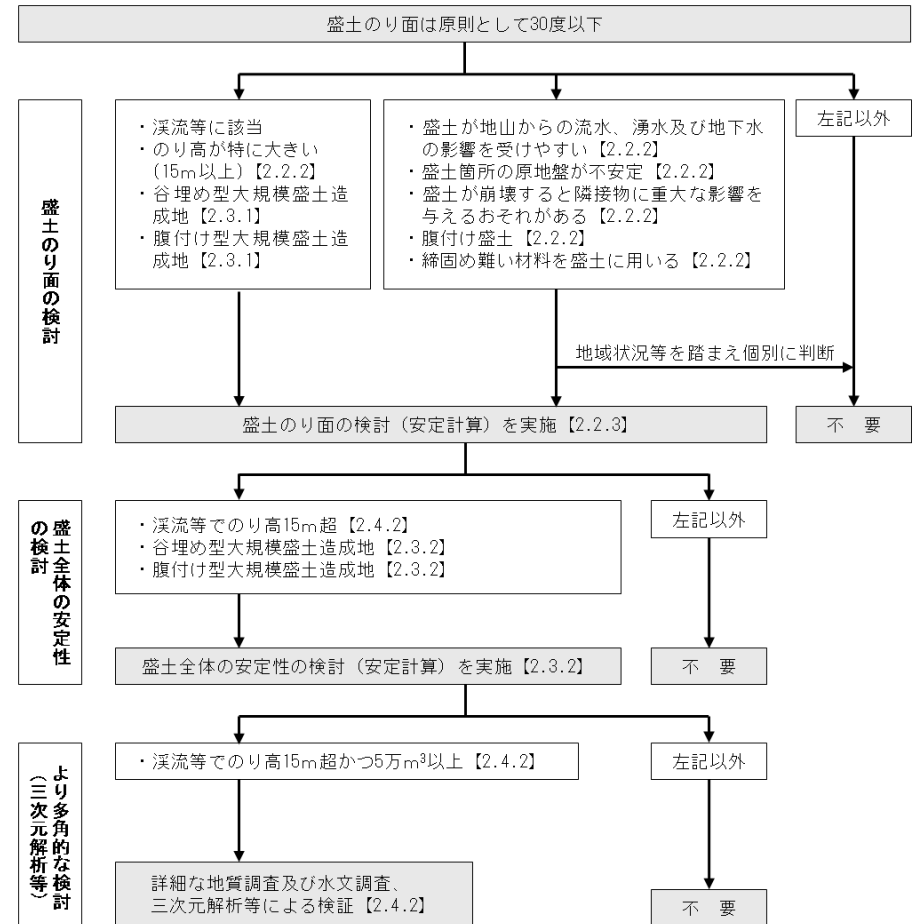 盛土のり面は原則として30度以下
盛土のり面の検討
・渓流等に該当
・のり高が特に大きい
(15m以上)【2.2.2】
・谷埋め型大規模盛土造
成地【2.3.1】
・腹付け型大規模盛土造
成地【2.3.1】
・盛土が地山からの流水、湧水及び地下水
の影響を受けやすい【2.2.2】
・盛土箇所の原地盤が不安定【2.2.2】
・盛土が崩壊すると隣接物に重大な影響を
与えるおそれがある【2.2.2】
・腹付け盛土【2.2.2】
・締固め難い材料を盛土に用いる【2.2.2】
左記以外
地域状況等を踏まえ個別に判断
盛土のり面の検討（安定計算）を実施【2.2.3】
不　要
盛土全体の安定性
の検討
・渓流等でのり高15m超【2.4.2】
・谷埋め型大規模盛土造成地【2.3.2】
・腹付け型大規模盛土造成地【2.3.2】
左記以外
盛土全体の安定性の検討（安定計算）を実施【2.3.2】
不　要
より多角的な検討
（三次元解析等）
・渓流等でのり高15m超かつ5万m³以上【2.4.2】
左記以外
詳細な地質調査及び水文調査、
三次元解析等による検証【2.4.2】
不　要